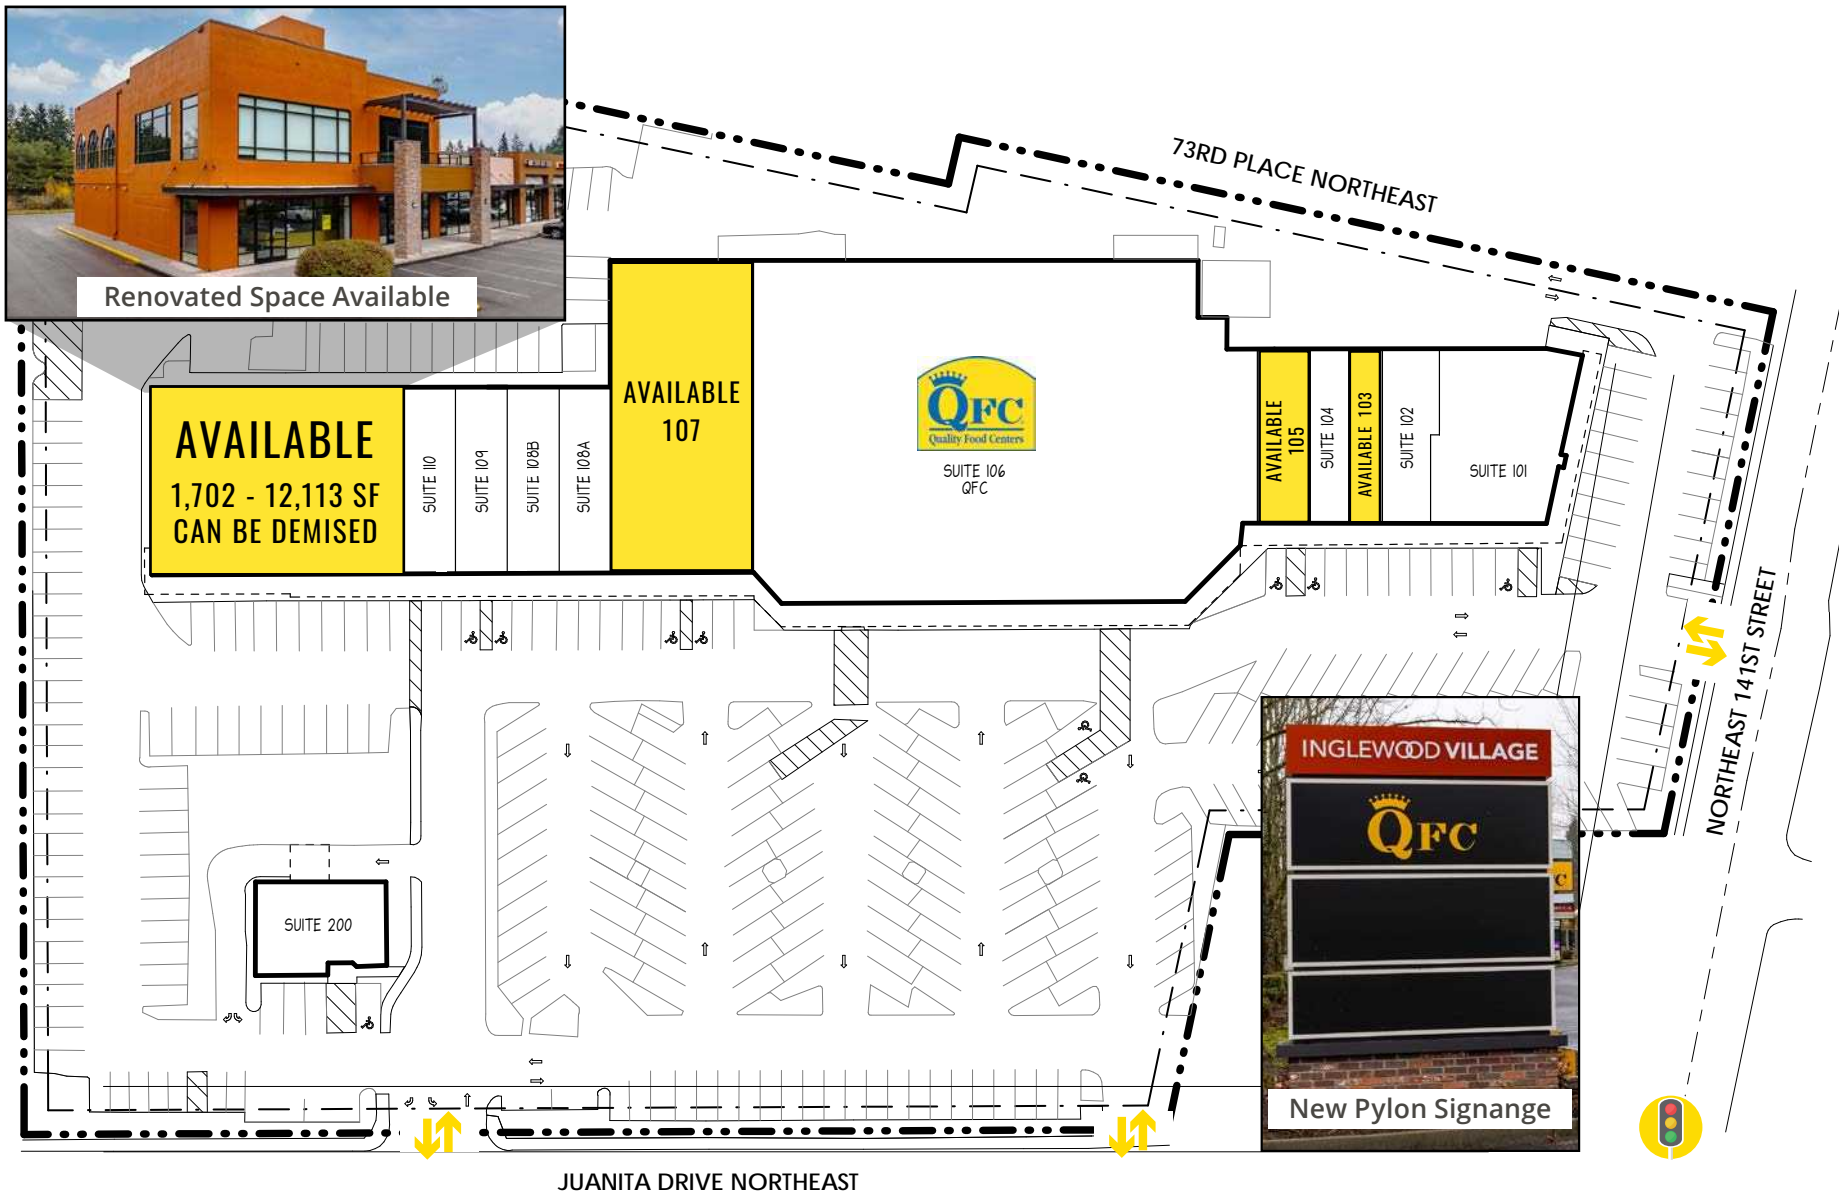 Renovated Space Available
73RD PLACE NORTHEAST
AVAILABLE
1,702 - 12,113 SF
CAN BE DEMISED
SUITE 110
SUITE 109
SUITE 108B
SUITE 108A
AVAILABLE
107
QFC
Quality Food Centers
SUITE 106
QFC
AVAILABLE
105
SUITE 104
AVAILABLE 103
SUITE 102
SUITE 101
NORTHEAST 141ST STREET
SUITE 200
INGLEWOOD VILLAGE
QFC
C
New Pylon Signange
JUANITA DRIVE NORTHEAST